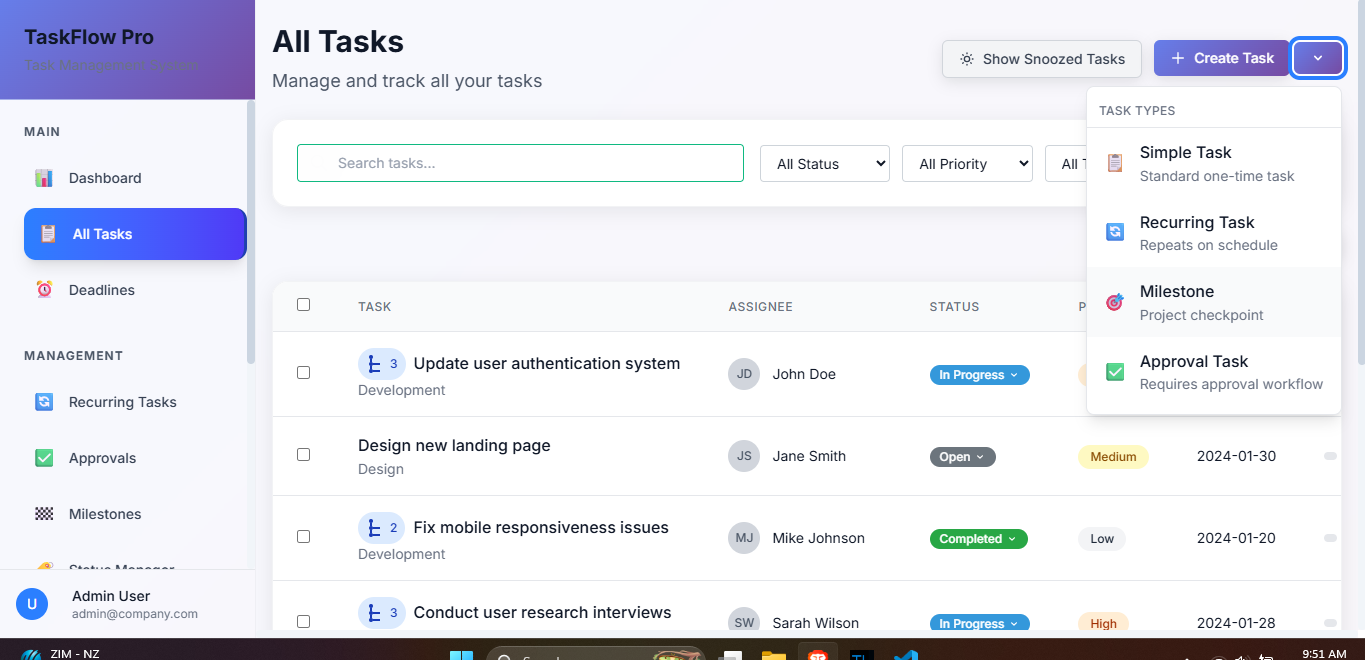 TaskFlow Pro
Task Management System
MAIN
Dashboard
All Tasks
Deadlines
MANAGEMENT
Recurring Tasks
Approvals
Milestones
Status Manager
U
Admin User
admin@company.com
All Tasks
Manage and track all your tasks
Show Snoozed Tasks
+ Create Task
Search tasks...
All Status
All Priority
All
TASK TYPES
Simple Task
Standard one-time task
Recurring Task
Repeats on schedule
Milestone
Project checkpoint
Approval Task
Requires approval workflow
TASK ASSIGNEE STATUS
3 Update user authentication system
Development
JD John Doe In Progress
Design new landing page
Design
JS Jane Smith Open Medium 2024-01-30
2 Fix mobile responsiveness issues
Development
MJ Mike Johnson Completed Low 2024-01-20
3 Conduct user research interviews
SW Sarah Wilson In Progress High 2024-01-28
ZIM - NZ
9:51 AM